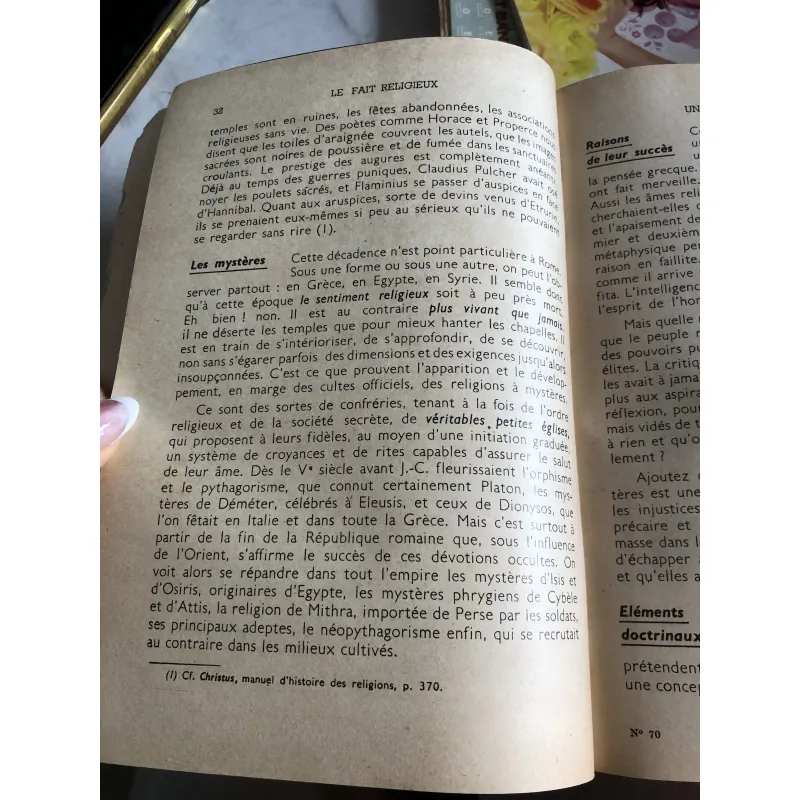 32
LE FAIT RELIGIEUX
temples sont en ruines, les fêtes abandonnées, les associations
religieuses sans vie. Des poètes comme Horace et Properce nous
disent que les toiles d'araignée couvrent les autels, que les images
sacrées sont noires de poussière et de fumée dans les sanctuaires
croulants. Le prestige des augures est complètement anéanti.
Déjà au temps des guerres puniques, Claudius Pulcher avait osé
noyer les poulets sacrés, et Flaminius se passer d'auspices en face
d'Hannibal. Quant aux aruspices, sorte de devins venus d'Etrurie,
ils se prenaient eux-mêmes si peu au sérieux qu'ils ne pouvaient
se regarder sans rire (1).
Les mystères Cette décadence n'est point particulière à Rome.
Sous une forme ou sous une autre, on peut l'ob-
server partout : en Grèce, en Egypte, en Syrie. Il semble donc
qu'à cette époque le sentiment religieux soit à peu près mort.
Eh bien ! non. Il est au contraire plus vivant que jamais.
il ne déserte les temples que pour mieux hanter les chapelles. Il
est en train de s'intérioriser, de s'approfondir, de se découvrir,
non sans s'égarer parfois des dimensions et des exigences jusqu'alors
insoupçonnées. C'est ce que prouvent l'apparition et le dévelop-
pement, en marge des cultes officiels, des religions à mystères.
Ce sont des sortes de confréries, tenant à la fois de l'ordre
religieux et de la société secrète, de véritables petites églises,
qui proposent à leurs fidèles, au moyen d'une initiation graduée,
un système de croyances et de rites capables d'assurer le salut
de leur âme. Dès le Ve siècle avant J.-C. fleurissaient l'orphisme
et le pythagorisme, que connut certainement Platon, les mys-
tères de Déméter, célébrés à Eleusis, et ceux de Dionysos, que
l'on fêtait en Italie et dans toute la Grèce. Mais c'est surtout à
partir de la fin de la République romaine que, sous l'influence
de l'Orient, s'affirme le succès de ces dévotions occultes. On
voit alors se répandre dans tout l'empire les mystères d'Isis et
d'Osiris, originaires d'Egypte, les mystères phrygiens de Cybèle
et d'Attis, la religion de Mithra, importée de Perse par les soldats,
ses principaux adeptes, le néopythagorisme enfin, qui se recrutait
au contraire dans les milieux cultivés.
(1) Cf. Christus, manuel d'histoire des religions, p. 370.
UN
Raisons
de leur succès
la pensée grecque.
ont fait merveille.
Aussi les âmes reli
cherchaient-elles
et l'apaisement de
mier et deuxième
métaphysique per
raison en faillite.
comme il arrive
fita. L'intelligenc
l'esprit de l'hom
Mais quelle
que le peuple
des pouvoirs pu
élites. La critiq
les avait à jama
plus aux aspira
réflexion, pour
mais vidés de t
à rien et qu'o
lement ?
Ajoutez
tères est une
les injustices
précaire et
masse dans l
d'échapper
et qu'elles a
Eléments
doctrinaux
prétendent
une concep
N° 70